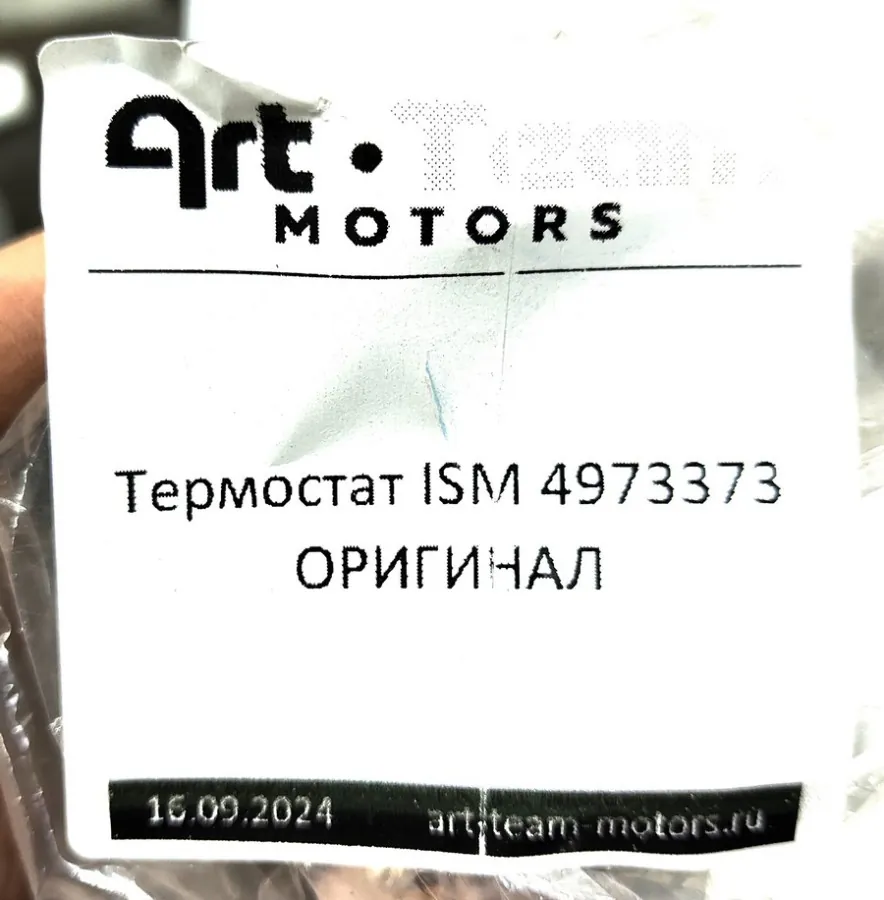 Art • Team
MOTORS
Термостат ISM 4973373
ОРИГИНАЛ
16.09.2024 art-team-motors.ru